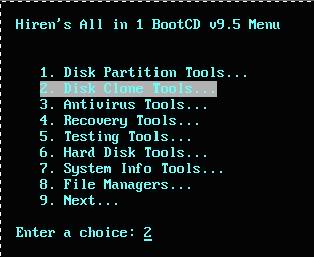 Hiren's All in 1 BootCD v9.5 Menu
1. Disk Partition Tools...
2. Disk Clone Tools...
3. Antivirus Tools...
4. Recovery Tools...
5. Testing Tools...
6. Hard Disk Tools...
7. System Info Tools...
8. File Managers...
9. Next...
Enter a choice: 2